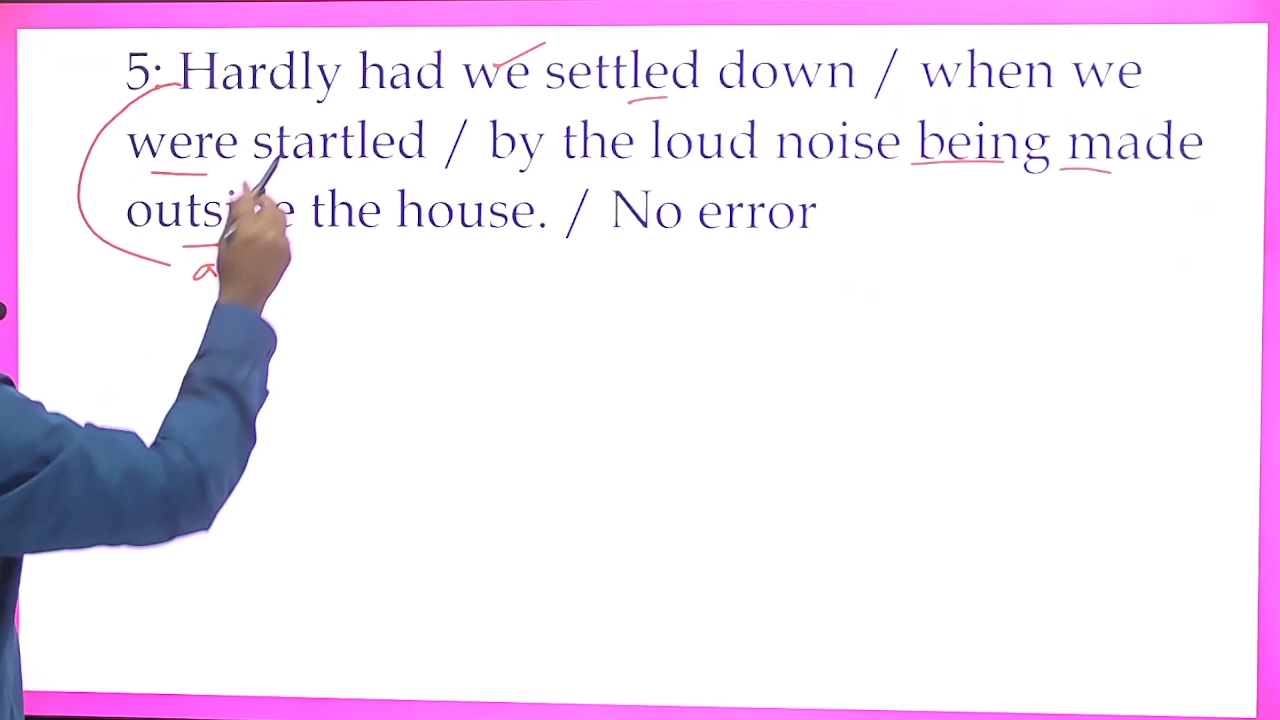 5: Hardly had we settled down / when we
were startled / by the loud noise being made
outside the house. / No error
a